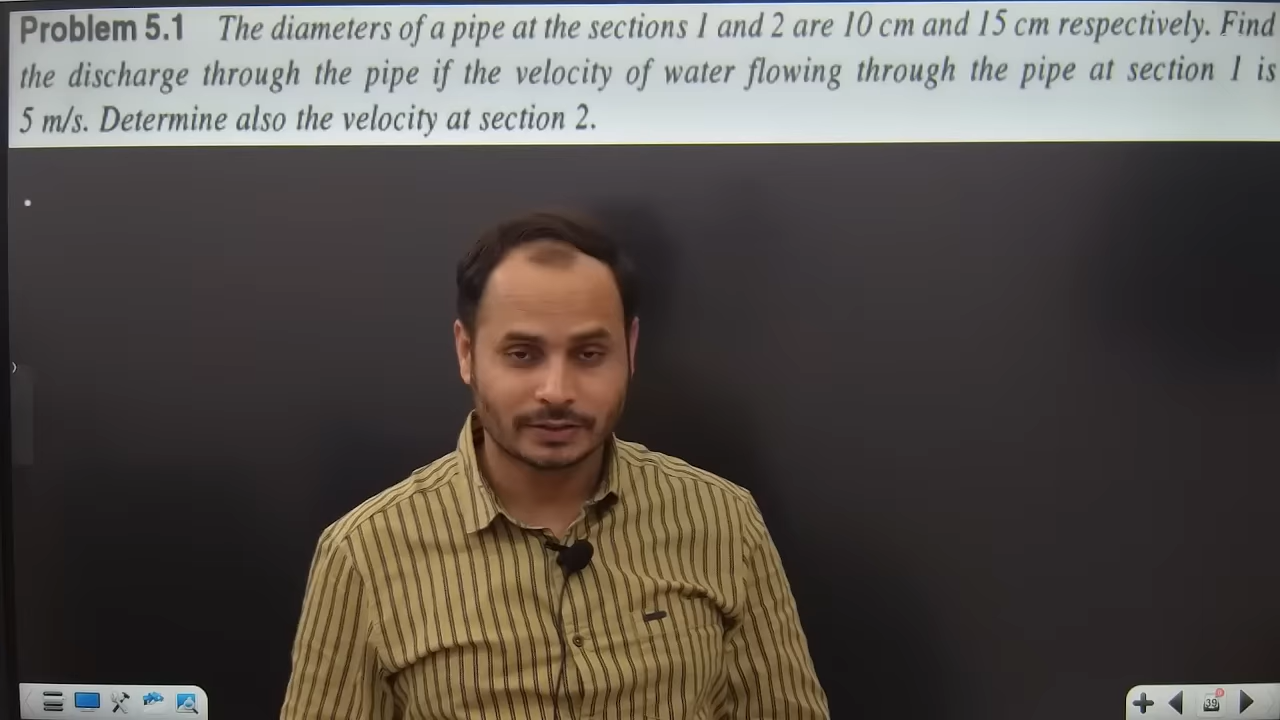 Problem 5.1 The diameters of a pipe at the sections 1 and 2 are 10 cm and 15 cm respectively. Find
the discharge through the pipe if the velocity of water flowing through the pipe at section 1 is
5 m/s. Determine also the velocity at section 2.
39